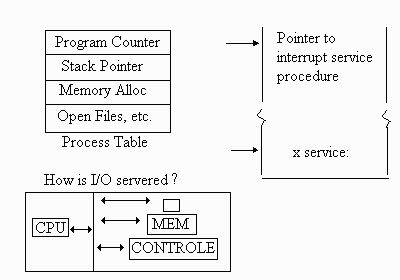 Program Counter
Stack Pointer
Memory Alloc
Open Files, etc.
Process Table
Pointer to
interrupt service
procedure
x service:
How is I/O servered ?
CPU
MEM
CONTROLE